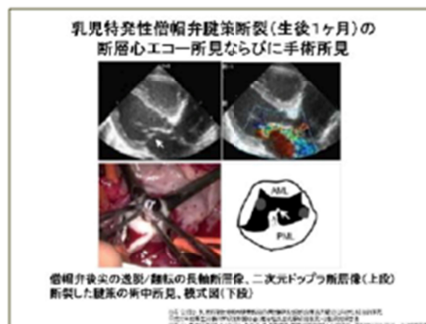 乳児特発性僧帽弁腱策断裂(生後1ヶ月)の
断層心エコー所見ならびに手術所見
AML
PML
僧帽弁後尖の逸脱/翻転の長軸断層像、二次元ドップラ断層像(上段)
断裂した腱策の術中所見、模式図(下段)